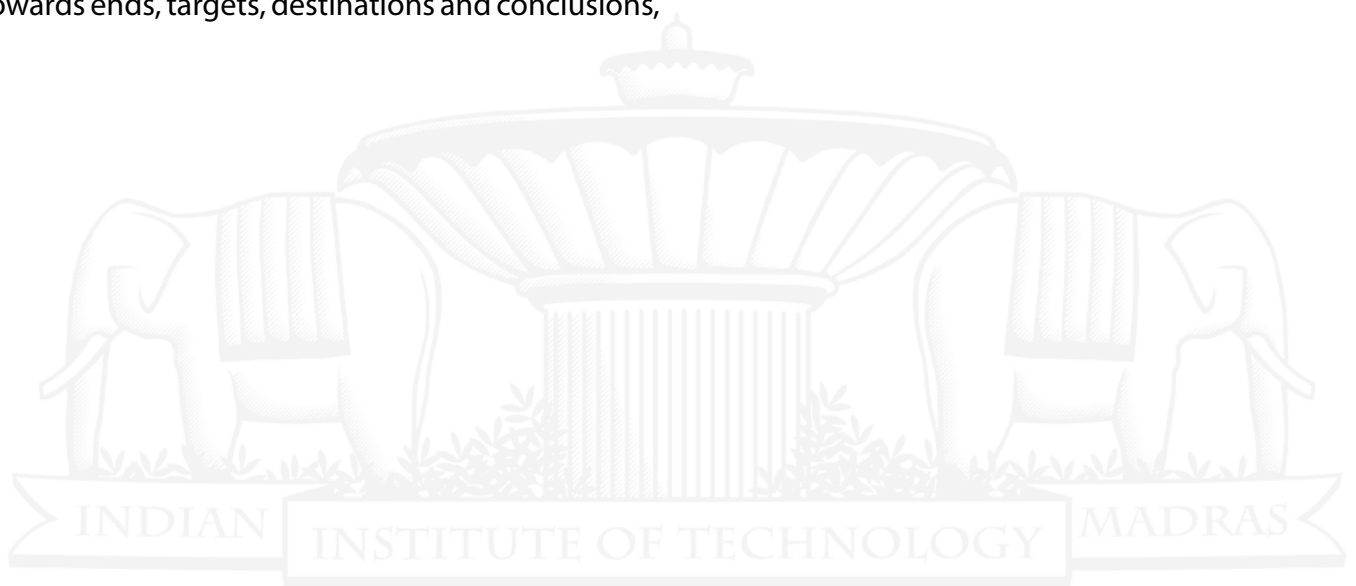 owards ends, targets, destinations and conclusions,
INDIAN INSTITUTE OF TECHNOLOGY MADRAS